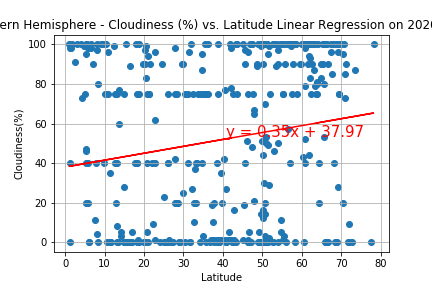 ern Hemisphere - Cloudiness (%) vs. Latitude Linear Regression on 202
100
80
60
40
20
0
Cloudiness(%)
y = 0.35x + 37.97
0 10 20 30 40 50 60 70 80
Latitude